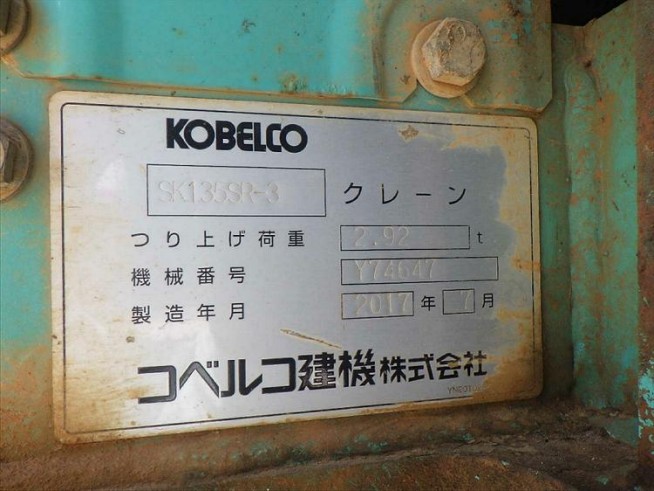 KOBELCO
SK135SR-3 クレーン
つり上げ荷重 2.92 t
機械番号 Y74647
製造年月 2017 年 7 月
コベルコ建機株式会社